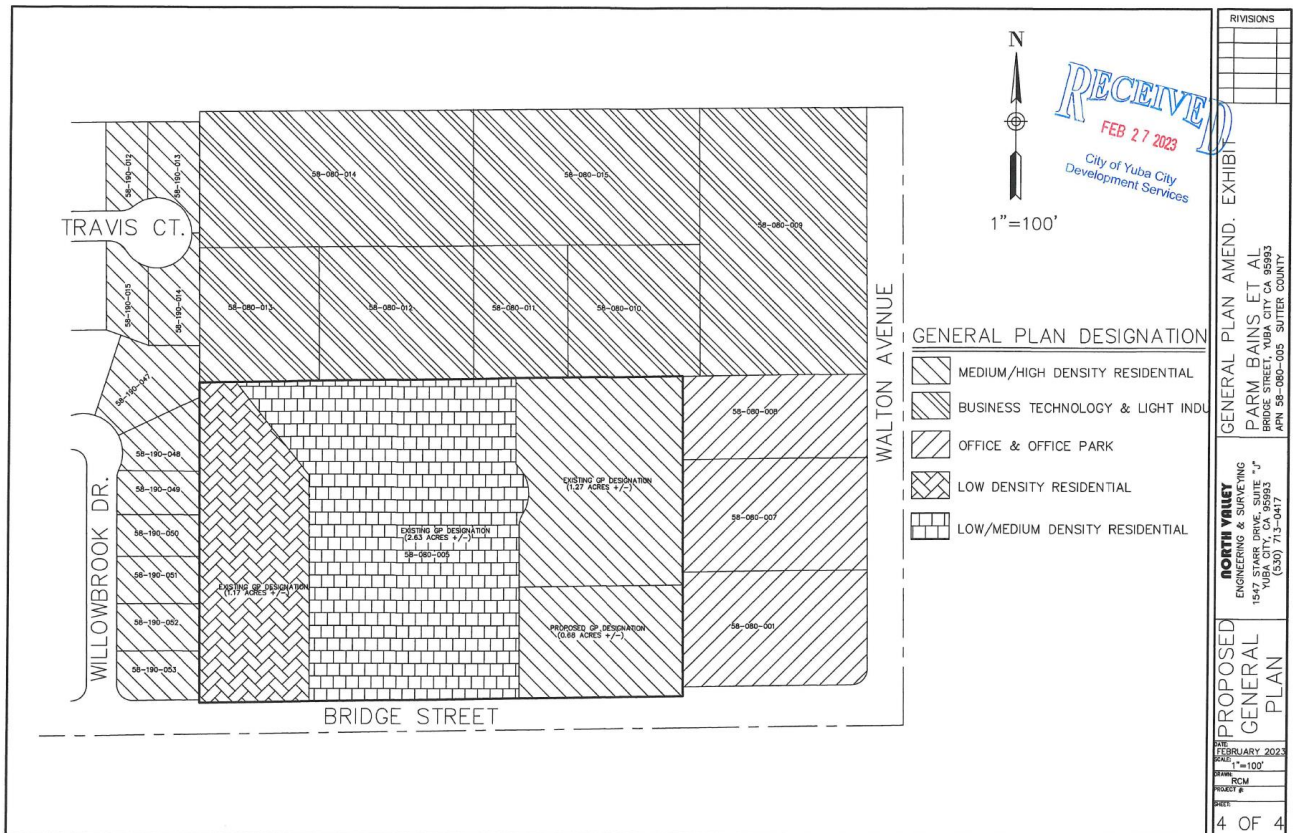 N
1"=100'
RECEIVED
FEB 27 2023
City of Yuba City
Development Services
58-190-012
58-190-013
58-080-014
58-080-015
58-080-009
TRAVIS CT.
58-190-015
58-190-014
58-080-013
58-080-012
58-080-011
58-080-010
WALTON AVENUE
58-190-047
58-190-048
58-190-049
58-190-050
58-190-051
58-190-052
58-190-053
WILLOWBROOK DR.
EXISTING GP DESIGNATION
(1.17 ACRES +/-)
EXISTING GP DESIGNATION
(2.63 ACRES +/-)
58-080-005
EXISTING GP DESIGNATION
(1.27 ACRES +/-)
PROPOSED GP DESIGNATION
(0.68 ACRES +/-)
58-080-008
58-080-007
58-080-001
BRIDGE STREET
GENERAL PLAN DESIGNATION
MEDIUM/HIGH DENSITY RESIDENTIAL
BUSINESS TECHNOLOGY & LIGHT INDU
OFFICE & OFFICE PARK
LOW DENSITY RESIDENTIAL
LOW/MEDIUM DENSITY RESIDENTIAL
RIVISIONS
GENERAL PLAN AMEND. EXHIBIT
PARM BAINS ET AL
BRIDGE STREET, YUBA CITY CA 95993
APN 58-080-005 SUTTER COUNTY
NORTH VALLEY
ENGINEERING & SURVEYING
1547 STARR DRIVE, SUITE "J"
YUBA CITY, CA 95993
(530) 713-0417
PROPOSED
GENERAL
PLAN
DATE:
FEBRUARY 2023
SCALE:
1"=100'
DRAWN:
RCM
PROJECT #:
SHEET:
4 OF 4